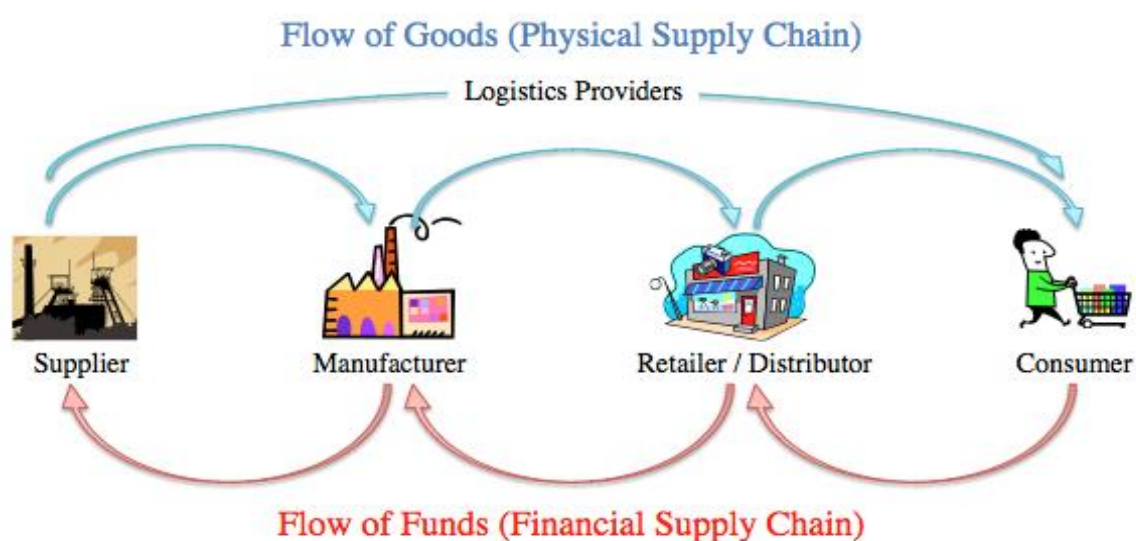 Flow of Goods (Physical Supply Chain)
Logistics Providers
Supplier
Manufacturer
Retailer / Distributor
Consumer
Flow of Funds (Financial Supply Chain)